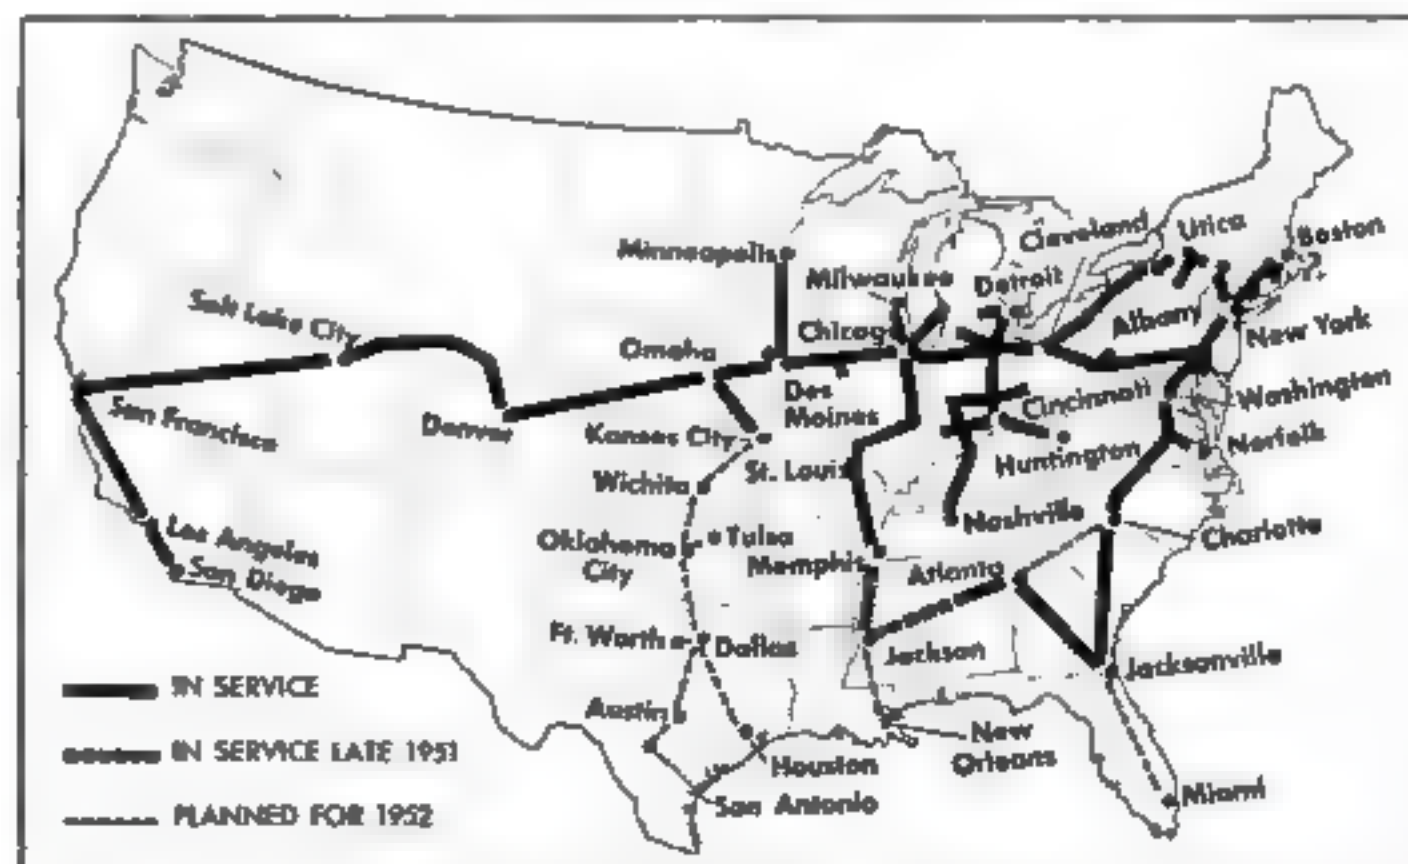 Cleveland
Utica
Boston
Minneapolis
Milwaukee
Detroit
Salt Lake City
Chicago
Albany
New York
Omaha
Des
Moines
Cincinnati
Washington
San Francisco
Denver
Kansas City
St. Louis
Huntington
Norfolk
Wichita
Nashville
Los Angeles
San Diego
Oklahoma
City
Tulsa
Memphis
Atlanta
Charlotte
Ft. Worth
Dallas
Jackson
Jacksonville
IN SERVICE
Austin
New
Orleans
IN SERVICE LATE 1951
Houston
San Antonio
Miami
PLANNED FOR 1952